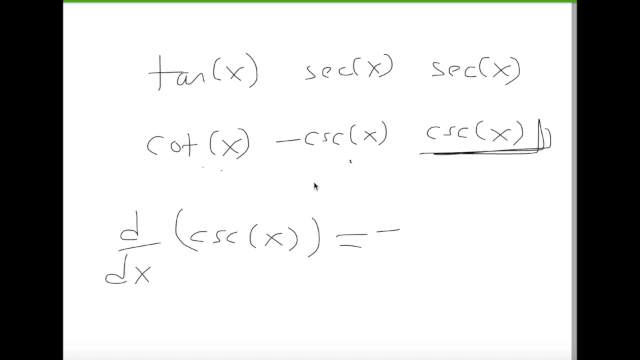 tan(x) sec(x) sec(x)
cot(x) -csc(x) csc(x)
d/dx (csc(x)) = -